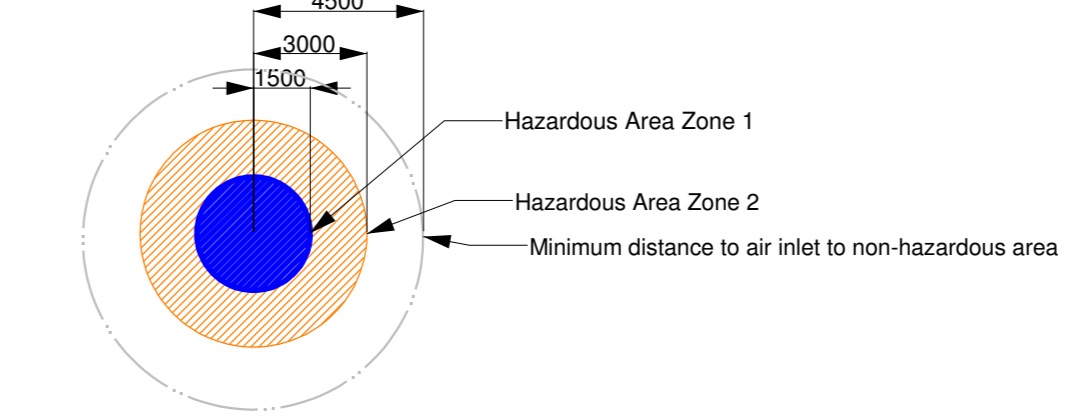 4500
3000
1500
Hazardous Area Zone 1
Hazardous Area Zone 2
Minimum distance to air inlet to non-hazardous area